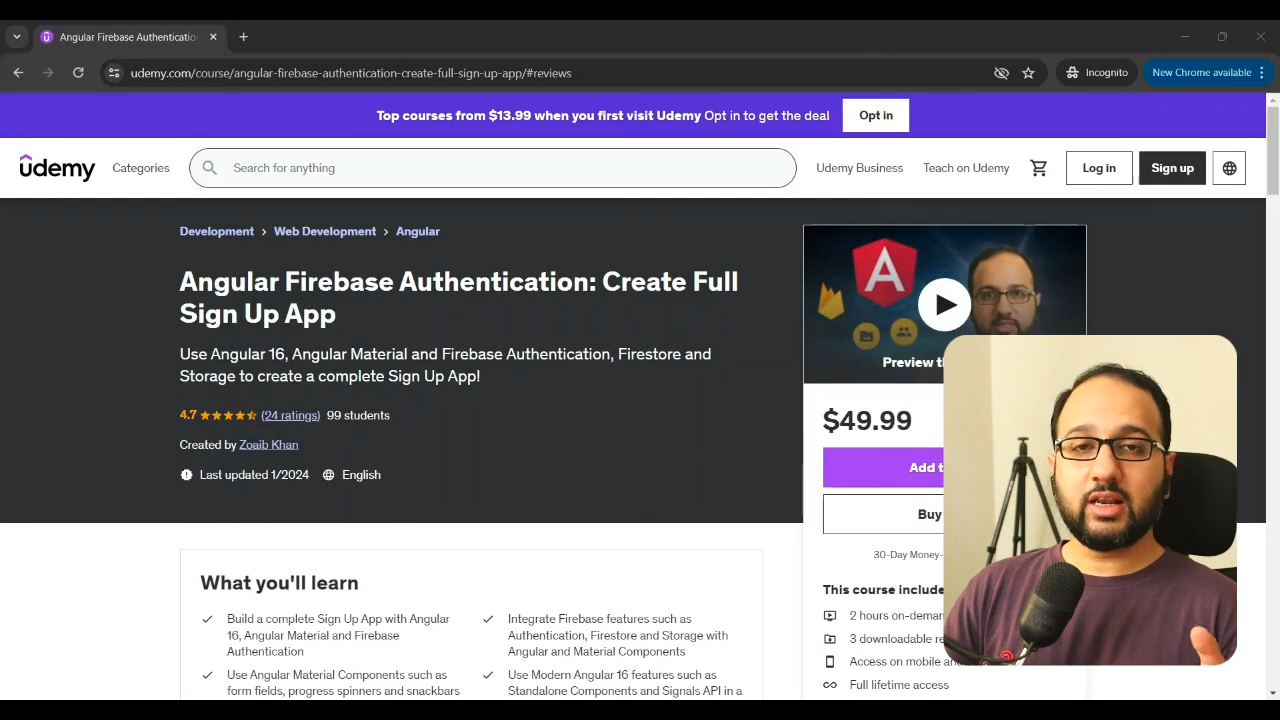 Angular Firebase Authenticatio
udemy.com/course/angular-firebase-authentication-create-full-sign-up-app/#reviews
Incognito
New Chrome available
Top courses from $13.99 when you first visit Udemy Opt in to get the deal
Opt in
udemy
Categories
Search for anything
Udemy Business
Teach on Udemy
Log in
Sign up
Development
Web Development
Angular
Angular Firebase Authentication: Create Full
Sign Up App
Use Angular 16, Angular Material and Firebase Authentication, Firestore and
Storage to create a complete Sign Up App!
4.7
(24 ratings)
99 students
Created by Zoaib Khan
Last updated 1/2024
English
A
Preview
$49.99
Add
Buy
30-Day Money-
This course
2 hours
3 downloadable
Access on mobile
Full lifetime access
What you'll learn
Build a complete Sign Up App with Angular
16, Angular Material and Firebase
Authentication
Use Angular Material Components such as
form fields, progress spinners and snackbars
Integrate Firebase features such as
Authentication, Firestore and Storage with
Angular and Material Components
Use Modern Angular 16 features such as
Standalone Components and Signals API in a